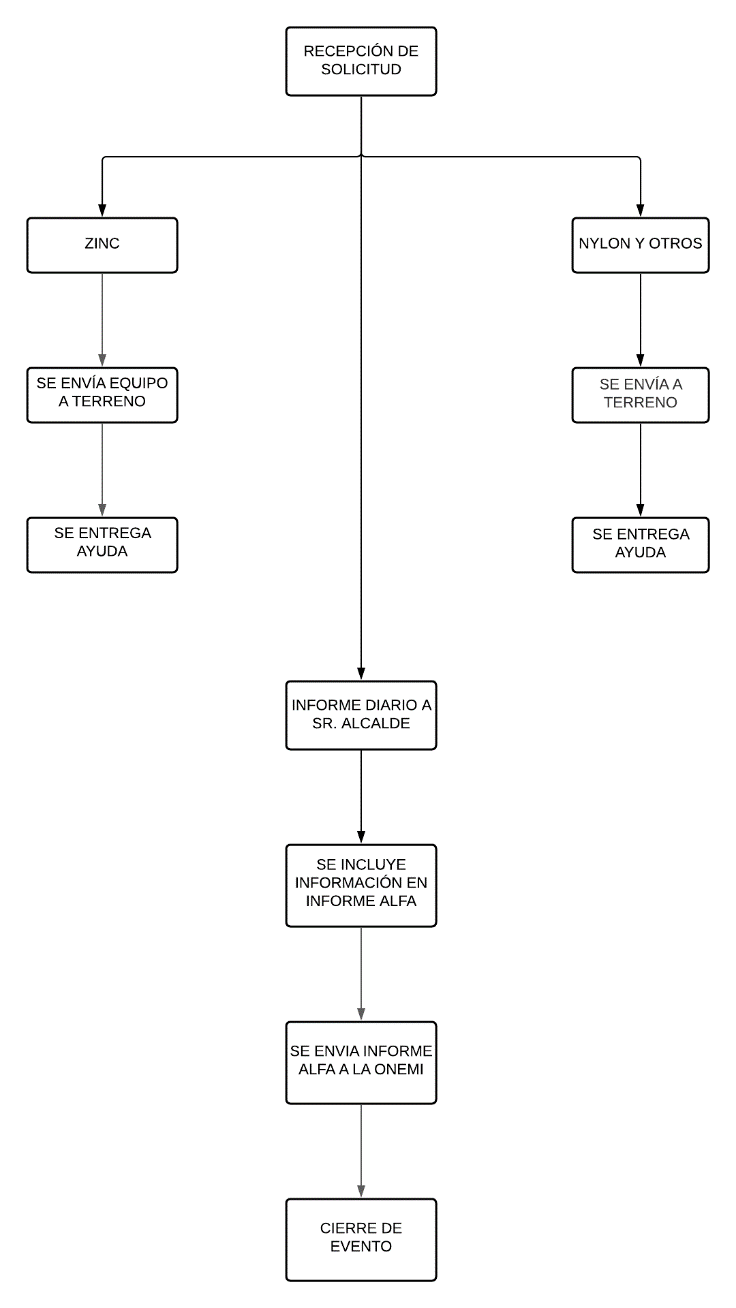 RECEPCIÓN DE
SOLICITUD
ZINC
NYLON Y OTROS
SE ENVÍA EQUIPO
A TERRENO
SE ENVÍA A
TERRENO
SE ENTREGA
AYUDA
SE ENTREGA
AYUDA
INFORME DIARIO A
SR. ALCALDE
SE INCLUYE
INFORMACIÓN EN
INFORME ALFA
SE ENVIA INFORME
ALFA A LA ONEMI
CIERRE DE
EVENTO